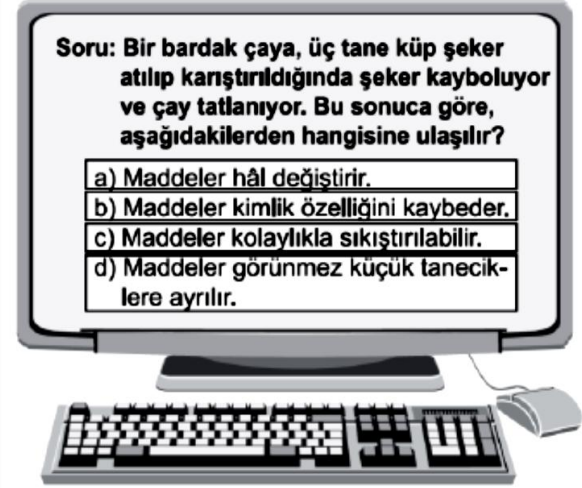 Soru: Bir bardak çaya, üç tane küp şeker
atılıp karıştırıldığında şeker kayboluyor
ve çay tatlanıyor. Bu sonuca göre,
aşağıdakilerden hangisine ulaşılır?
a) Maddeler hâl değiştirir.
b) Maddeler kimlik özelliğini kaybeder.
c) Maddeler kolaylıkla sıkıştırılabilir.
d) Maddeler görünmez küçük tanecik-
lere ayrılır.